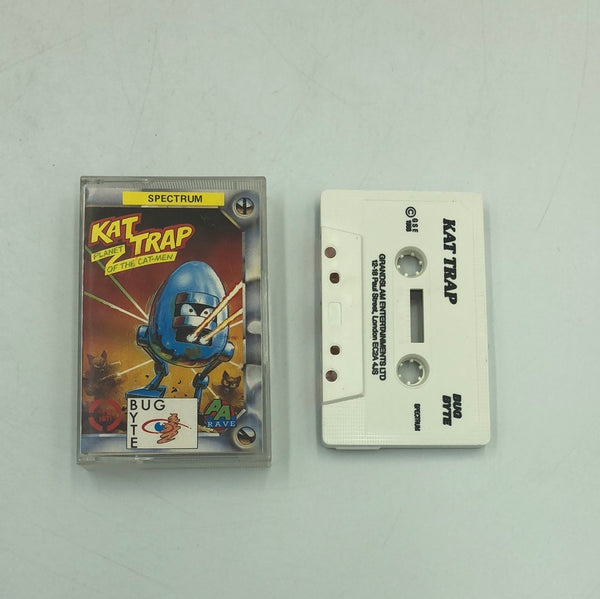 SPECTRUM
KAT
TRAP
PLANET
OF THE CAT-MEN
BUG
BYTE
RAVE
KAT TRAP
© GSE
GRANDSLAM ENTERTAINMENTS LTD
12-18 Paul Street, London EC2A 4JS
BUG
BYTE
SPECTRUM